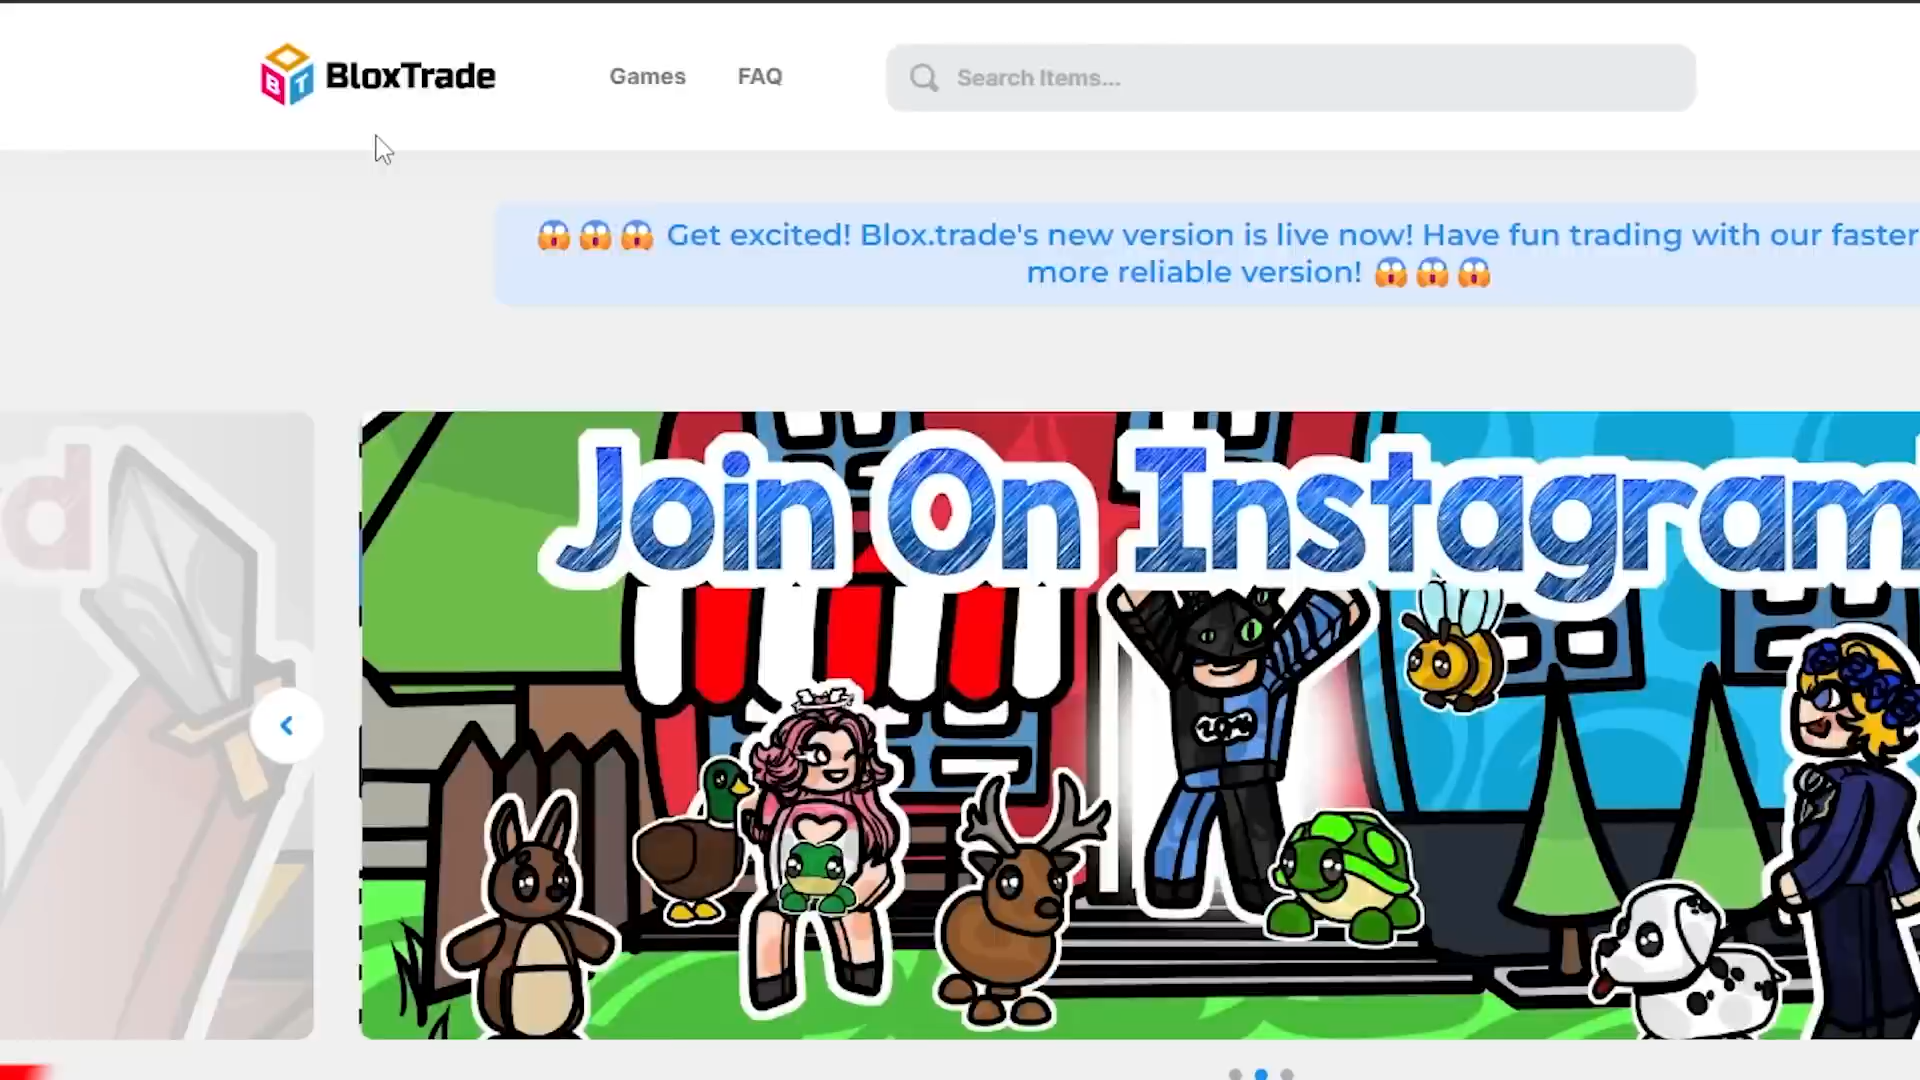 BT BloxTrade
Games
FAQ
Search Items...
😱 😱 😱 Get excited! Blox.trade's new version is live now! Have fun trading with our faster
more reliable version! 😱 😱 😱
d
Join On Instagram